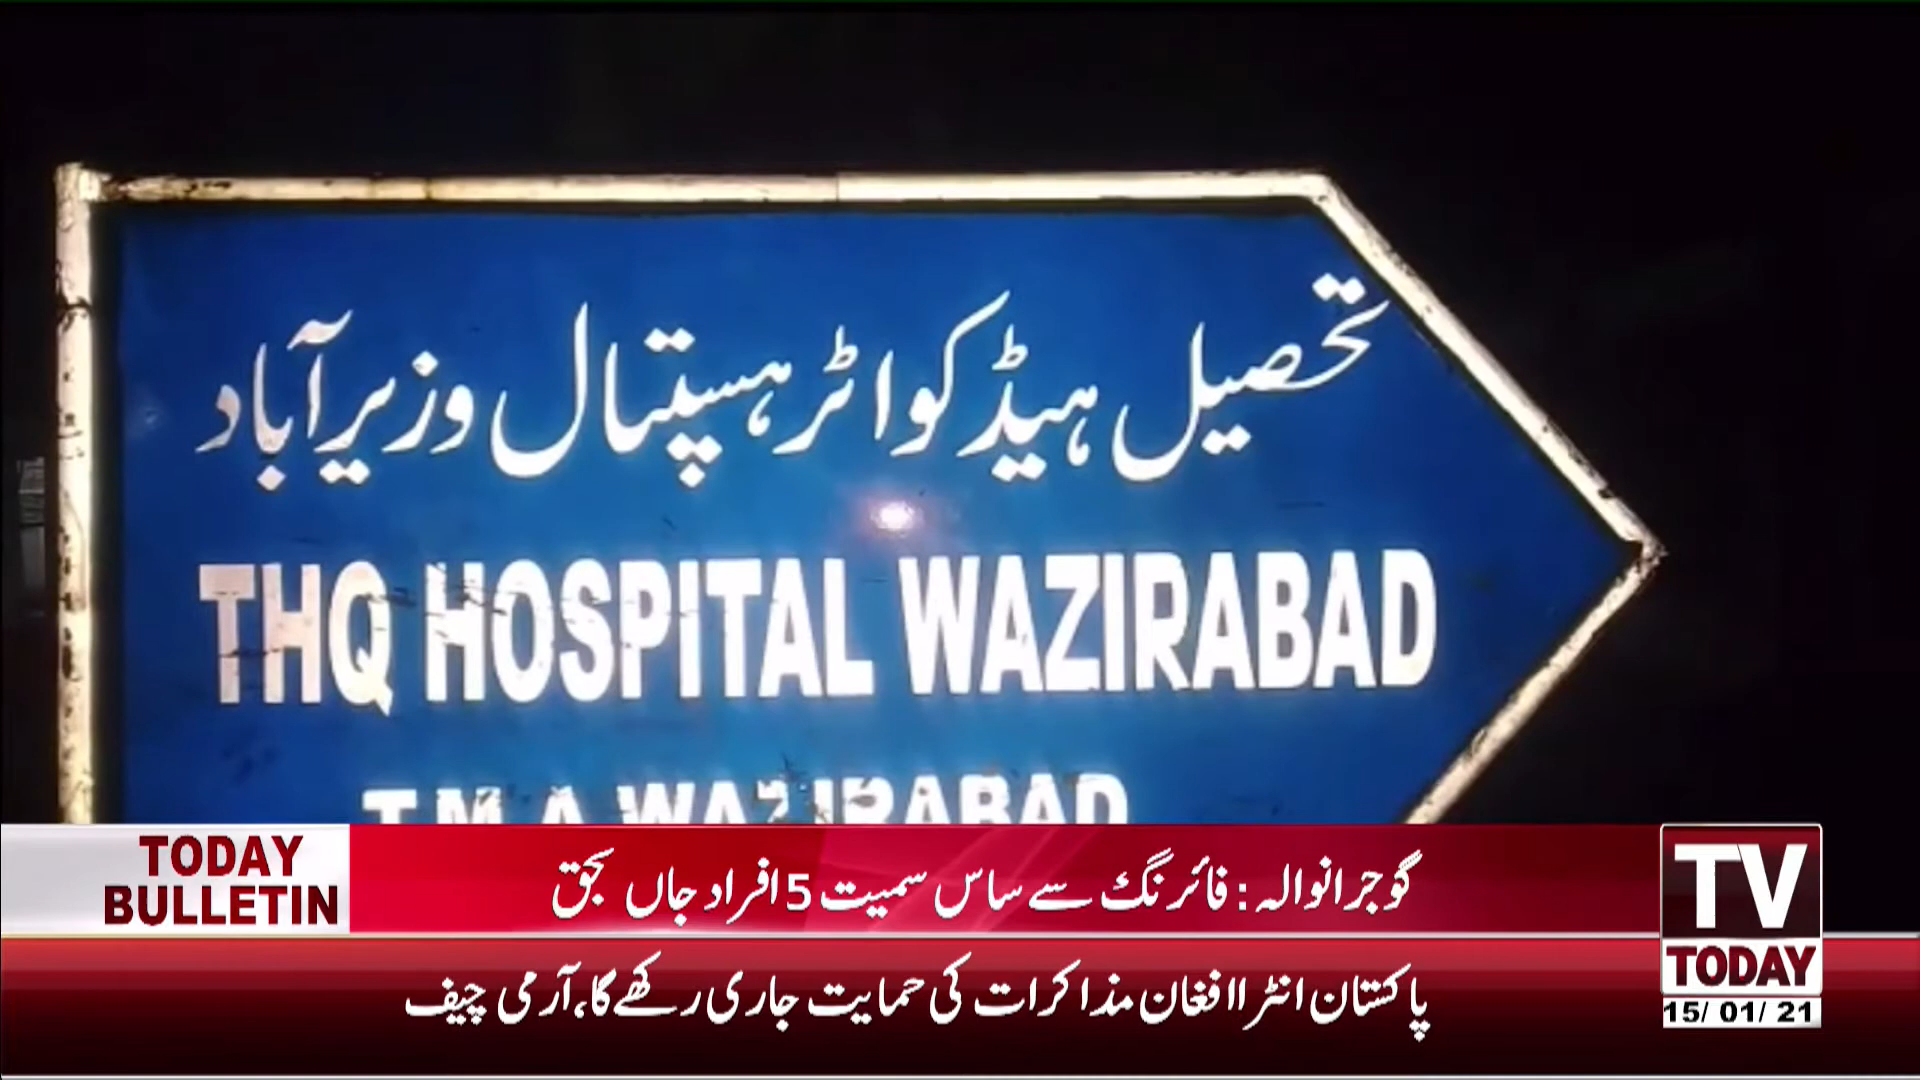 تحصیل ہیڈ کواٹر ہسپتال وزیر آباد
THQ HOSPITAL WAZIRABAD
T.M.A WAZIRABAD
TODAY
BULLETIN
گوجرانوالہ : فائرنگ سے ساس سمیت 5 افراد جاں بحق
پاکستان انٹرا افغان مذاکرات کی حمایت جاری رکھے گا، آرمی چیف
TV
TODAY
15/ 01/ 21